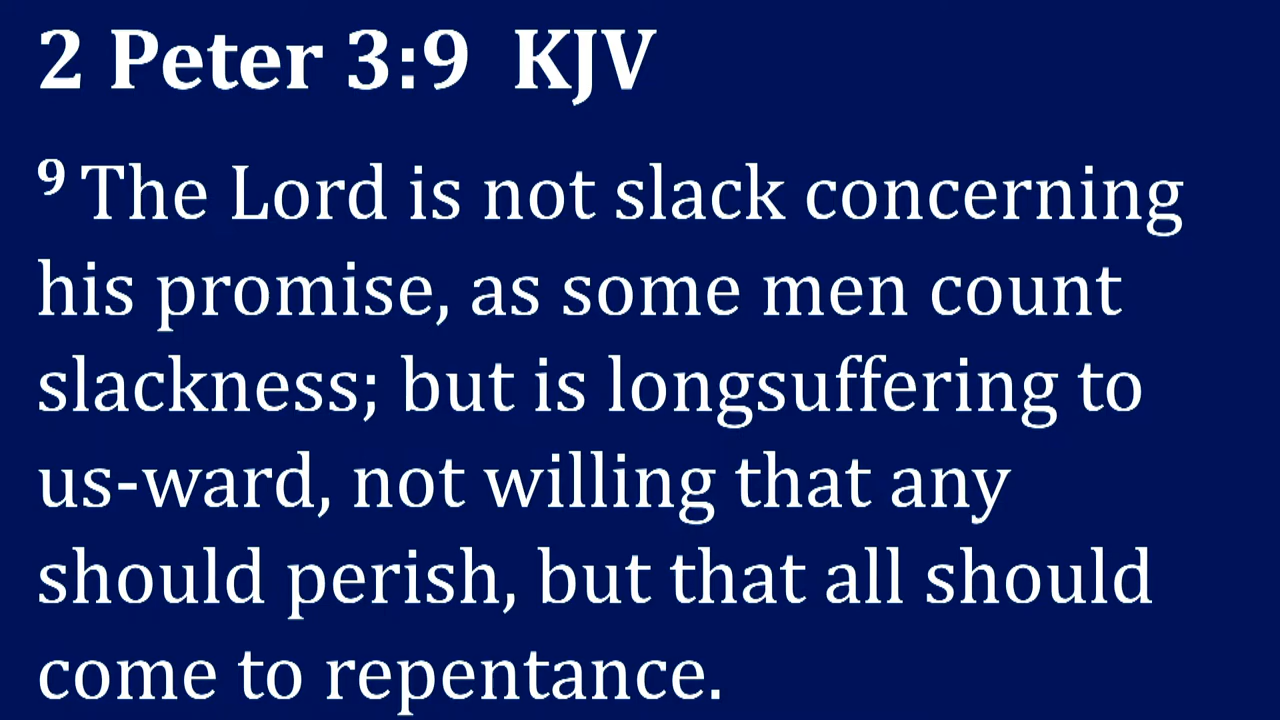 2 Peter 3:9 KJV
9 The Lord is not slack concerning
his promise, as some men count
slackness; but is longsuffering to
us-ward, not willing that any
should perish, but that all should
come to repentance.